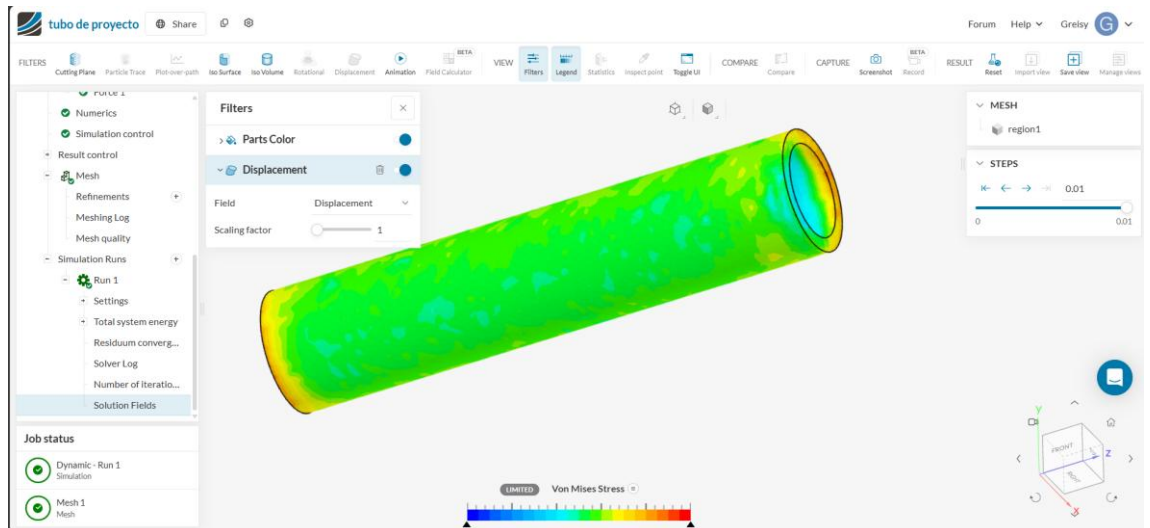 tubo de proyecto Share Forum Help Greisy G
FILTERS Cutting Plane Particle Trace Plot-over-path Iso Surface Iso Volume Rotational Displacement Animation BETA Field Calculator VIEW Filters Legend Statistics Inspect point Toggle UI COMPARE Compare CAPTURE Screenshot BETA Record RESULT Reset Import view Save view Manage views
Force 1
Numerics
Simulation control
Result control
Mesh
Refinements
Meshing Log
Mesh quality
Simulation Runs
Run 1
Settings
Total system energy
Residuum converg...
Solver Log
Number of iteratio...
Solution Fields
Job status
Dynamic - Run 1
Simulation
Mesh 1
Mesh
Filters
Parts Color
Displacement
Field Displacement
Scaling factor 1
MESH
region1
STEPS
0.01
0 0.01
LIMITED Von Mises Stress
Y
FRONT
Z
X